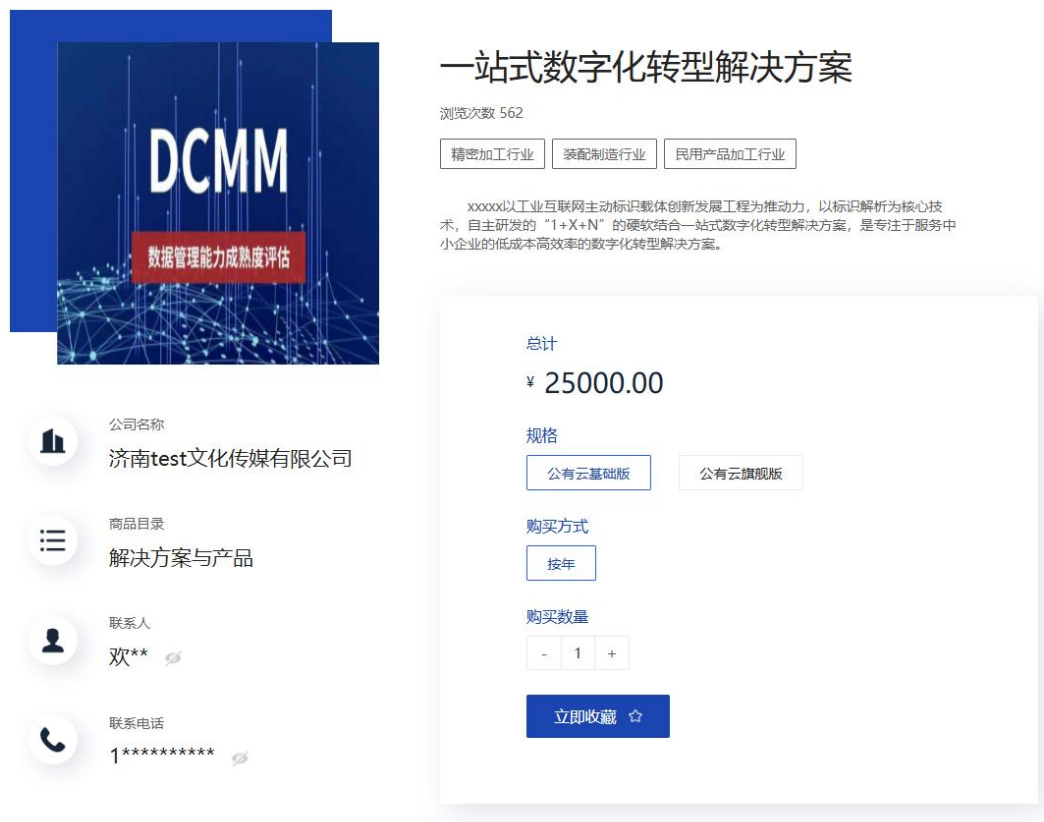 DCMM
数据管理能力成熟度评估
一站式数字化转型解决方案
浏览次数 562
精密加工行业 装配制造行业 民用产品加工行业
xxxxx以工业互联网主动标识载体创新发展工程为推动力，以标识解析为核心技
术，自主研发的“1+X+N”的硬软结合一站式数字化转型解决方案，是专注于服务中
小企业的低成本高效率的数字化转型解决方案。
公司名称
济南test文化传媒有限公司
商品目录
解决方案与产品
联系人
欢**
联系电话
1**********
总计
¥ 25000.00
规格
公有云基础版 公有云旗舰版
购买方式
按年
购买数量
- 1 +
立即收藏